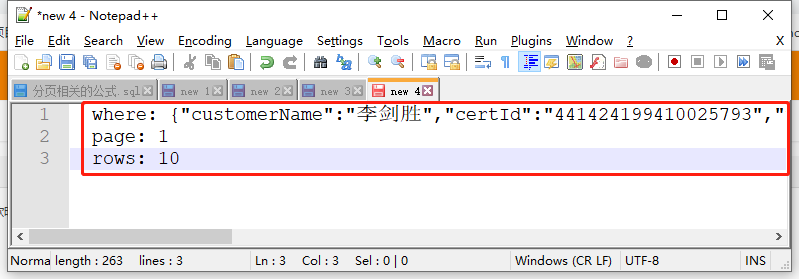 *new 4 - Notepad++
File Edit Search View Encoding Language Settings Tools Macro Run Plugins Window ? X
分页相关的公式.sql new 1 new 2 new 3 new 4
1 where: {"customerName":"李剑胜","certId":"441424199410025793","
2 page: 1
3 rows: 10
Norma length : 263 lines : 3 Ln : 3 Col : 3 Sel : 0 | 0 Windows (CR LF) UTF-8 INS